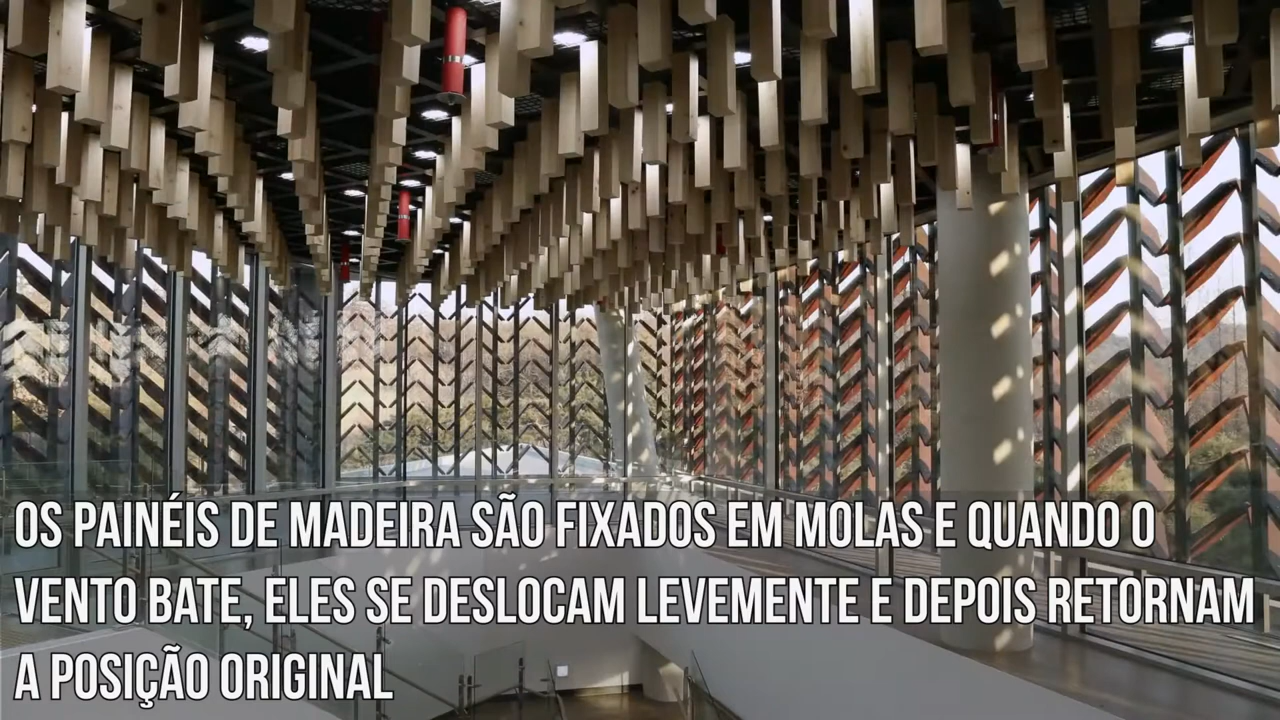 OS PAINÉIS DE MADEIRA SÃO FIXADOS EM MOLAS E QUANDO O
VENTO BATE, ELES SE DESLOCAM LEVEMENTE E DEPOIS RETORNAM
A POSIÇÃO ORIGINAL